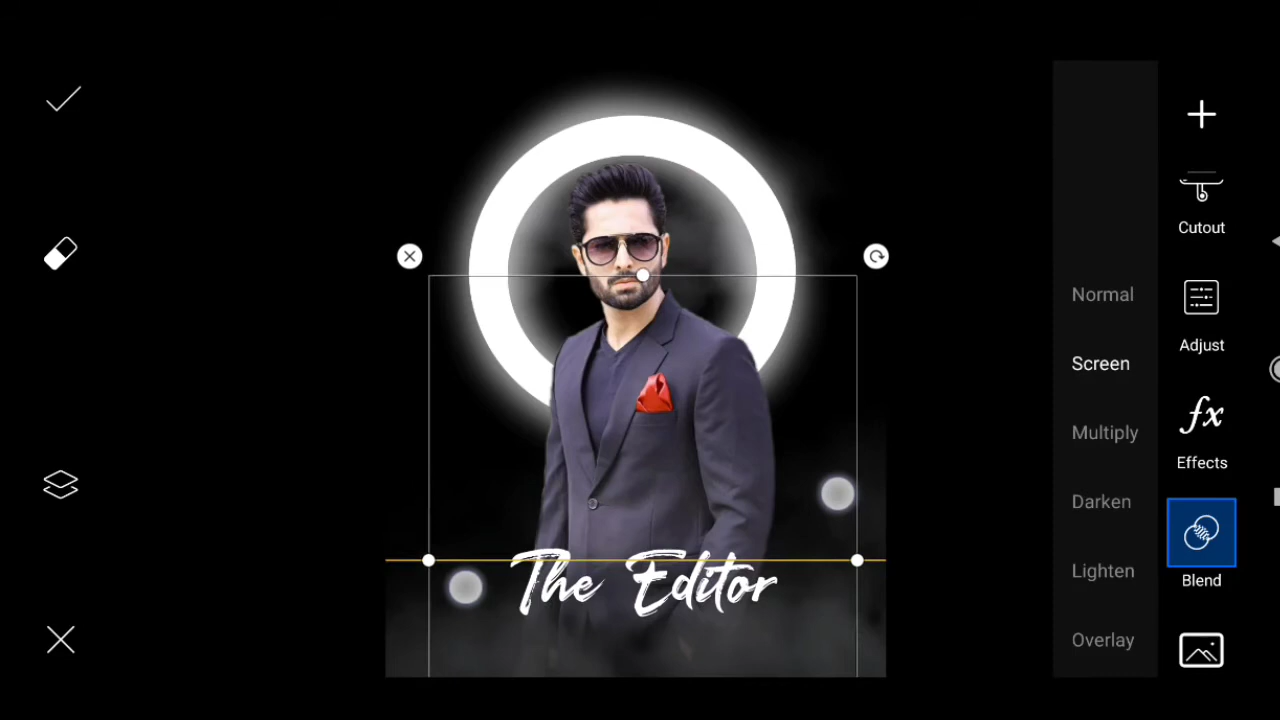 Cutout
Adjust
fx
Effects
Blend
Normal
Screen
Multiply
Darken
Lighten
Overlay
The Editor